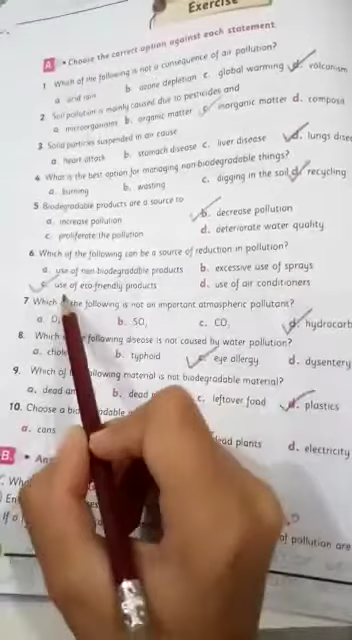 Exercise
A • Choose the correct option against each statement.
1 Which of the following is not a consequence of air pollution?
a. acid rain b. ozone depletion c. global warming d. volcanism
2. Soil pollution is mainly caused due to pesticides and
a. microorganisms b. organic matter c. inorganic matter d. composit
3. Solid particles suspended in air cause
a. heart attack b. stomach disease c. liver disease d. lungs dise
4. What is the best option for managing non-biodegradable things?
a. burning b. wasting c. digging in the soil d. recycling
5 Biodegradable products are a source to
a. increase pollution b. decrease pollution
c. proliferate the pollution d. deteriorate water quality
6. Which of the following can be a source of reduction in pollution?
a. use of non biodegradable products b. excessive use of sprays
use of eco-friendly products d. use of air conditioners
7 Which the following is not an important atmospheric pollutant?
a. b. SO₂ c. CO₂ d. hydrocarb
8. Which following disease is not caused by water pollution?
a. b. typhoid c. eye allergy d. dysentery
9. Which of following material is not biodegradable material?
a. dead b. dead c. leftover food d. plastics
10. Choose a
a. cans dead plants d. electricity
B. •
If
of pollution are